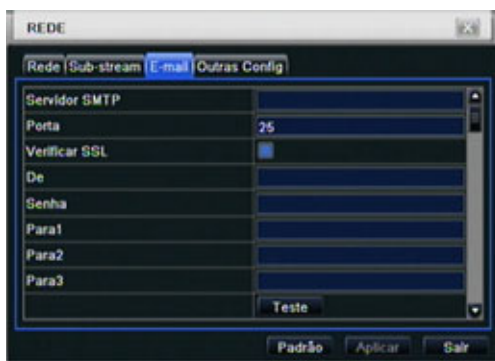 REDE
Rede Sub-stream E-mail Outras Config
Servidor SMTP
Porta 25
Verificar SSL
De
Senha
Para1
Para2
Para3
Teste
Padrão Aplicar Sair